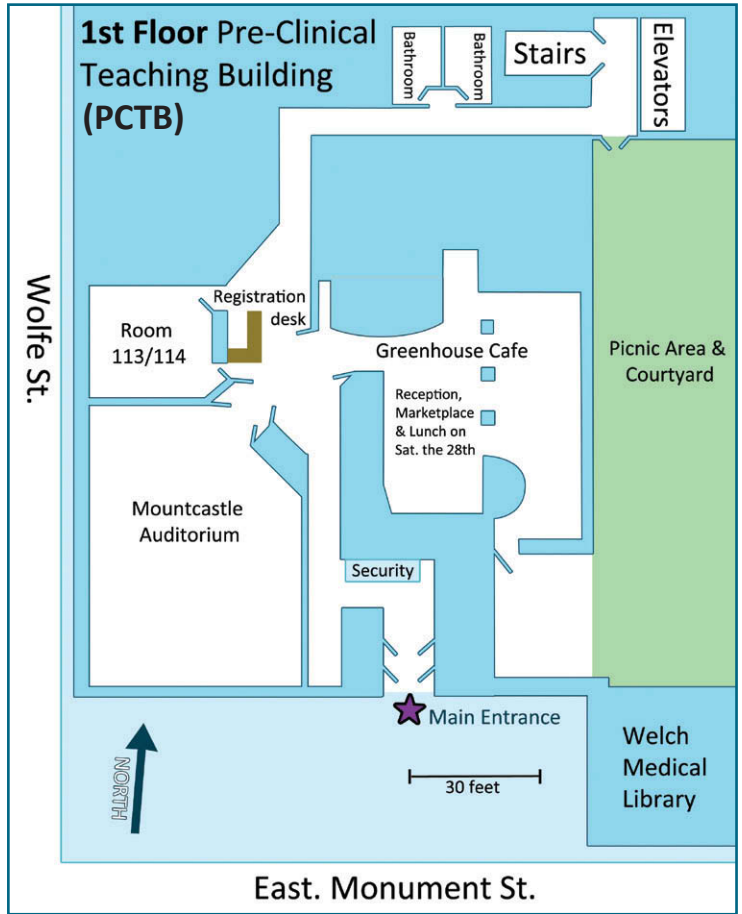 1st Floor Pre-Clinical
Teaching Building
(PCTB)
Bathroom
Bathroom
Stairs
Elevators
Wolfe St.
Registration
desk
Room
113/114
Greenhouse Cafe
Reception,
Marketplace
& Lunch on
Sat. the 28th
Picnic Area &
Courtyard
Mountcastle
Auditorium
Security
Main Entrance
NORTH
30 feet
Welch
Medical
Library
East. Monument St.